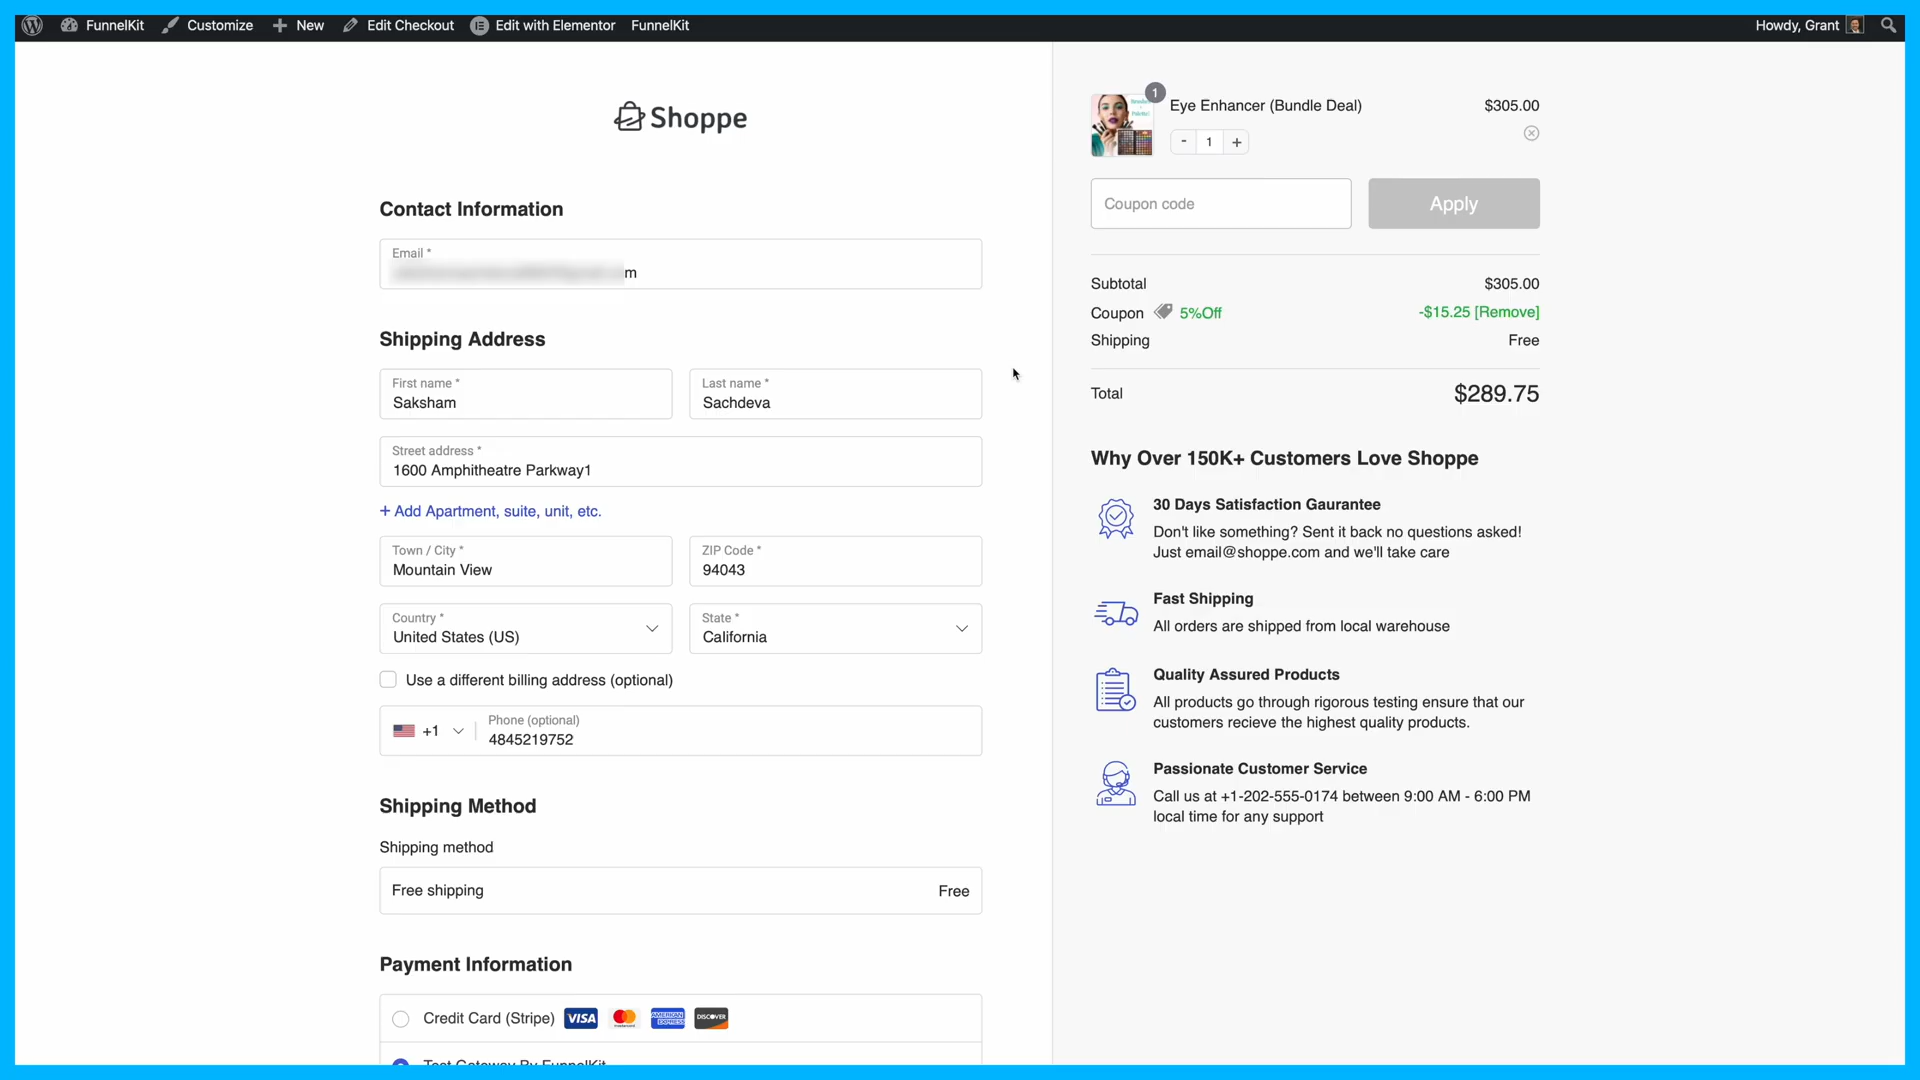 FunnelKit Customize New Edit Checkout Edit with Elementor FunnelKit Howdy, Grant
Shoppe
Contact Information
Email *
m
Shipping Address
First name *
Saksham
Last name *
Sachdeva
Street address *
1600 Amphitheatre Parkway1
+ Add Apartment, suite, unit, etc.
Town / City *
Mountain View
ZIP Code *
94043
Country *
United States (US)
State *
California
Use a different billing address (optional)
+1
Phone (optional)
4845219752
Shipping Method
Shipping method
Free shipping Free
Payment Information
Credit Card (Stripe) VISA mastercard AMERICAN EXPRESS DISCOVER
Test Gateway By FunnelKit
1
Eye Enhancer (Bundle Deal) $305.00
- 1 +
Coupon code Apply
Subtotal $305.00
Coupon 5%Off -$15.25 [Remove]
Shipping Free
Total $289.75
Why Over 150K+ Customers Love Shoppe
30 Days Satisfaction Gaurantee
Don't like something? Sent it back no questions asked!
Just email@shoppe.com and we'll take care
Fast Shipping
All orders are shipped from local warehouse
Quality Assured Products
All products go through rigorous testing ensure that our
customers recieve the highest quality products.
Passionate Customer Service
Call us at +1-202-555-0174 between 9:00 AM - 6:00 PM
local time for any support